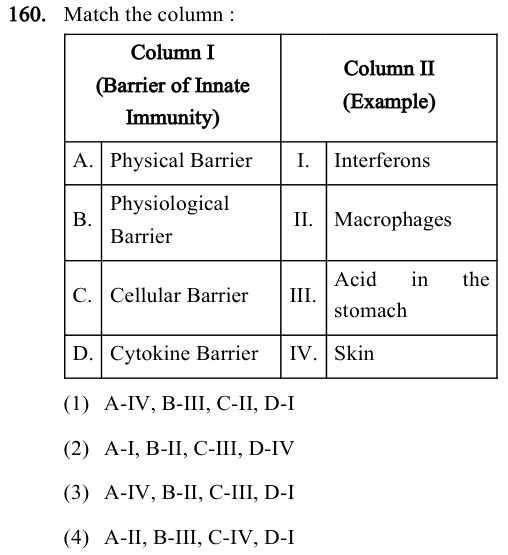 160. Match the column :
Column I
(Barrier of Innate
Immunity)
Column II
(Example)
A. Physical Barrier I. Interferons
B. Physiological
Barrier
II. Macrophages
C. Cellular Barrier III. Acid in the
stomach
D. Cytokine Barrier IV. Skin
(1) A-IV, B-III, C-II, D-I
(2) A-I, B-II, C-III, D-IV
(3) A-IV, B-II, C-III, D-I
(4) A-II, B-III, C-IV, D-I